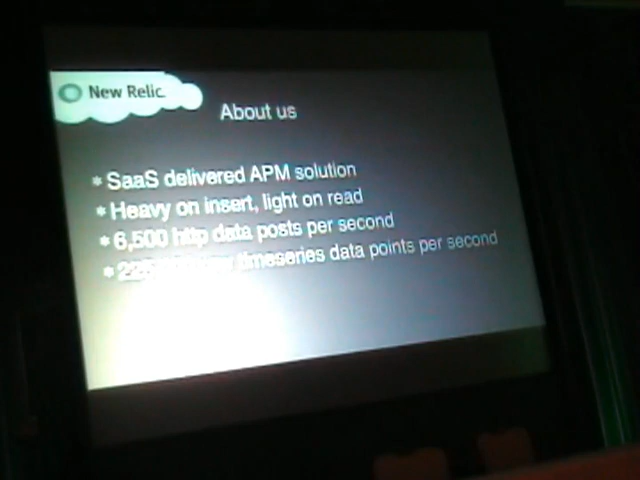 New Relic.
About us
* SaaS delivered APM solution
* Heavy on insert, light on read
* 6,500 http data posts per second
* timeseries data points per second